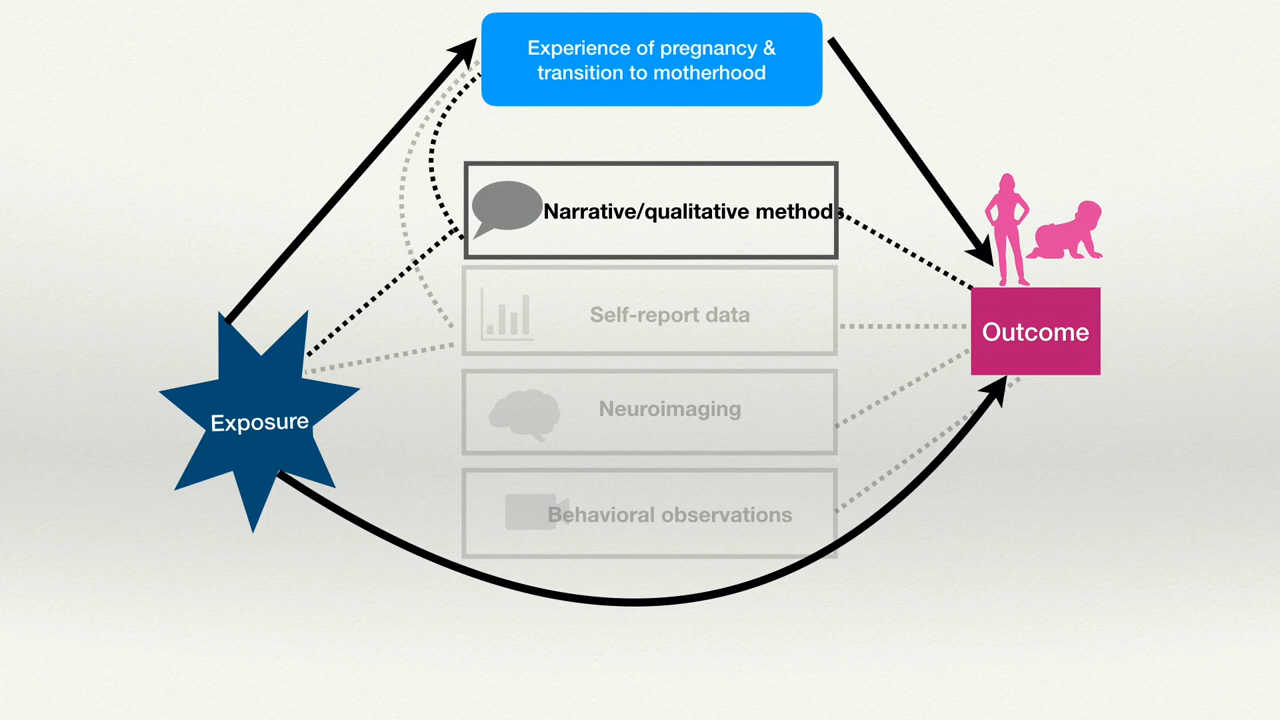 Experience of pregnancy &
transition to motherhood
Narrative/qualitative methods
Self-report data
Outcome
Neuroimaging
Exposure
Behavioral observations